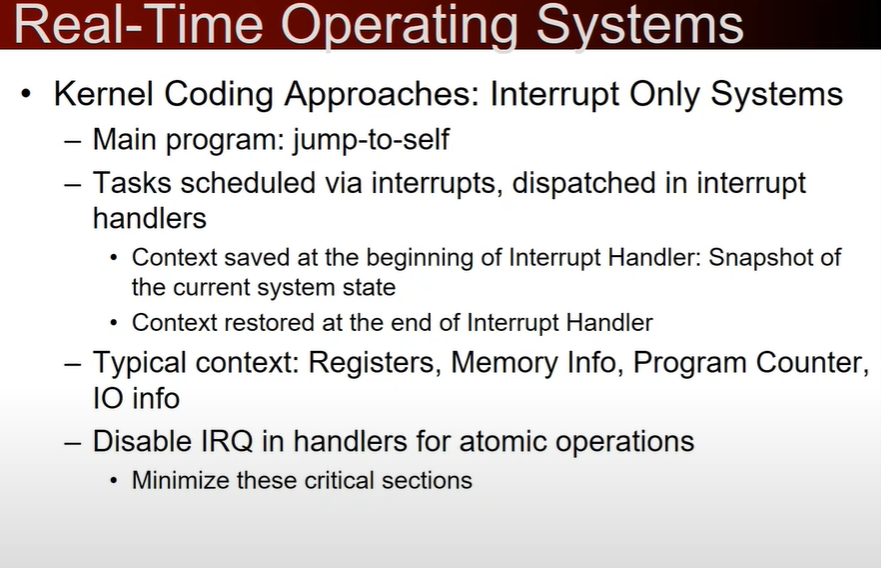 Real-Time Operating Systems
• Kernel Coding Approaches: Interrupt Only Systems
– Main program: jump-to-self
– Tasks scheduled via interrupts, dispatched in interrupt
handlers
• Context saved at the beginning of Interrupt Handler: Snapshot of
the current system state
• Context restored at the end of Interrupt Handler
– Typical context: Registers, Memory Info, Program Counter,
IO info
– Disable IRQ in handlers for atomic operations
• Minimize these critical sections